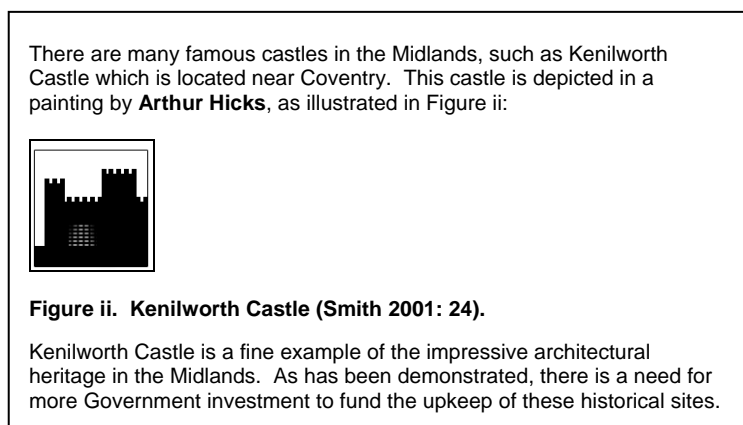 There are many famous castles in the Midlands, such as Kenilworth
Castle which is located near Coventry.  This castle is depicted in a
painting by Arthur Hicks, as illustrated in Figure ii:
Figure ii.  Kenilworth Castle (Smith 2001: 24).
Kenilworth Castle is a fine example of the impressive architectural
heritage in the Midlands.  As has been demonstrated, there is a need for
more Government investment to fund the upkeep of these historical sites.